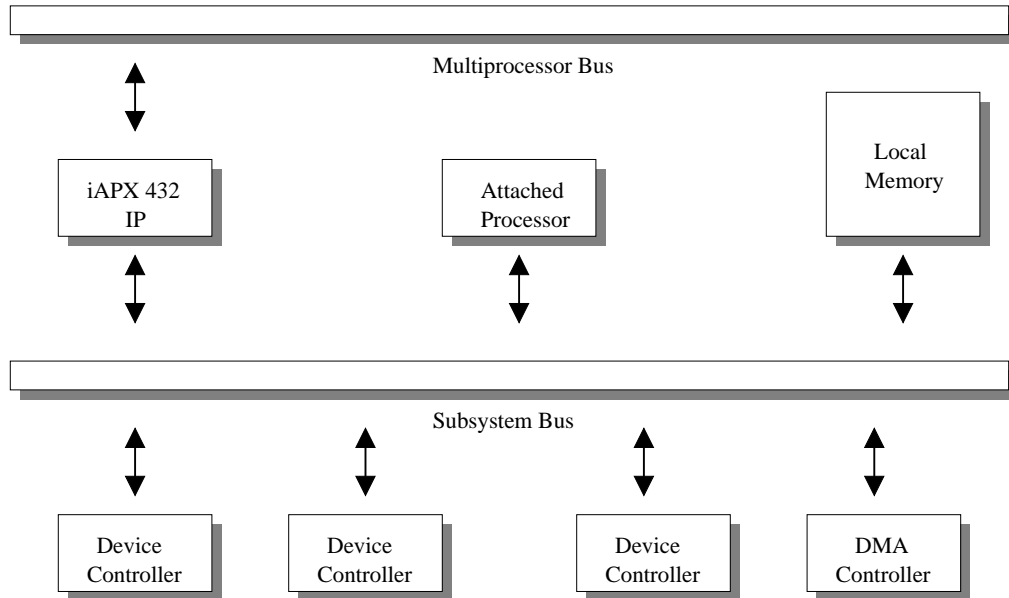 Multiprocessor Bus
iAPX 432
IP
Attached
Processor
Local
Memory
Subsystem Bus
Device
Controller
Device
Controller
Device
Controller
DMA
Controller